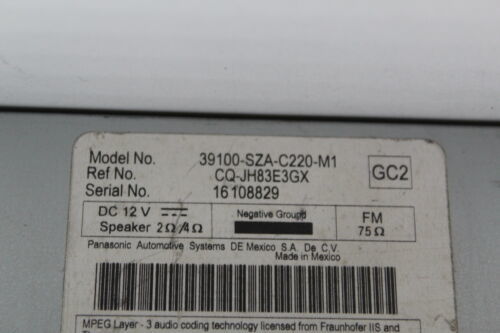 Model No. 39100-SZA-C220-M1
Ref No. CQ-JH83E3GX
Serial No. 16108829
GC2
DC 12 V Negative Ground FM
Speaker 2Ω/4Ω 75Ω
Panasonic Automotive Systems DE Mexico S.A. De C.V.
Made in Mexico
MPEG Layer - 3 audio coding technology licensed from Fraunhofer IIS and